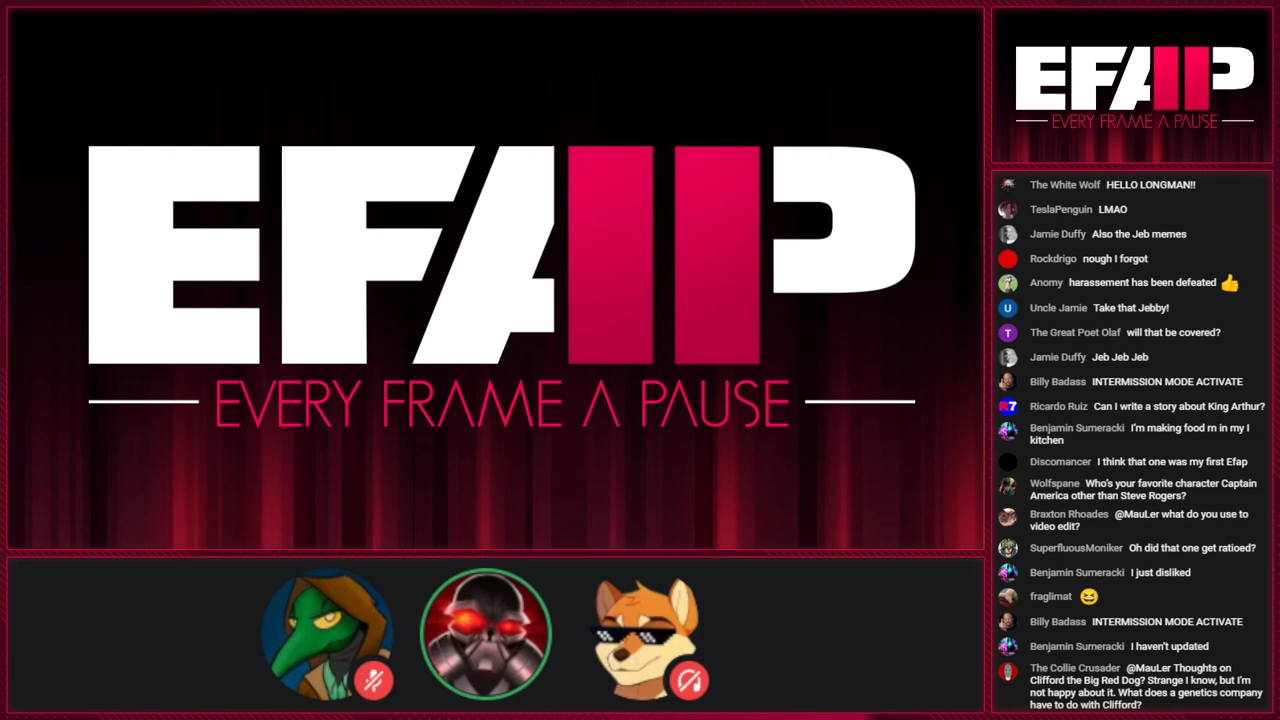 EFAP
EVERY FRAME A PAUSE
EFAP
EVERY FRAME A PAUSE
The White Wolf HELLO LONGMAN!!
TeslaPenguin LMAO
Jamie Duffy Also the Jeb memes
Rockdrigo nough I forgot
Anomy harassement has been defeated 👍
U Uncle Jamie Take that Jebby!
T The Great Poet Olaf will that be covered?
Jamie Duffy Jeb Jeb Jeb
Billy Badass INTERMISSION MODE ACTIVATE
R7 Ricardo Ruiz Can I write a story about King Arthur?
Benjamin Sumeracki I'm making food rn in my I
kitchen
Discomancer I think that one was my first Efap
Wolfspane Who's your favorite character Captain
America other than Steve Rogers?
Braxton Rhoades @MauLer what do you use to
video edit?
SuperfluousMoniker Oh did that one get ratioed?
Benjamin Sumeracki I just disliked
fraglimat 😆
Billy Badass INTERMISSION MODE ACTIVATE
Benjamin Sumeracki I haven't updated
The Collie Crusader @MauLer Thoughts on
Clifford the Big Red Dog? Strange I know, but I'm
not happy about it. What does a genetics company
have to do with Clifford?